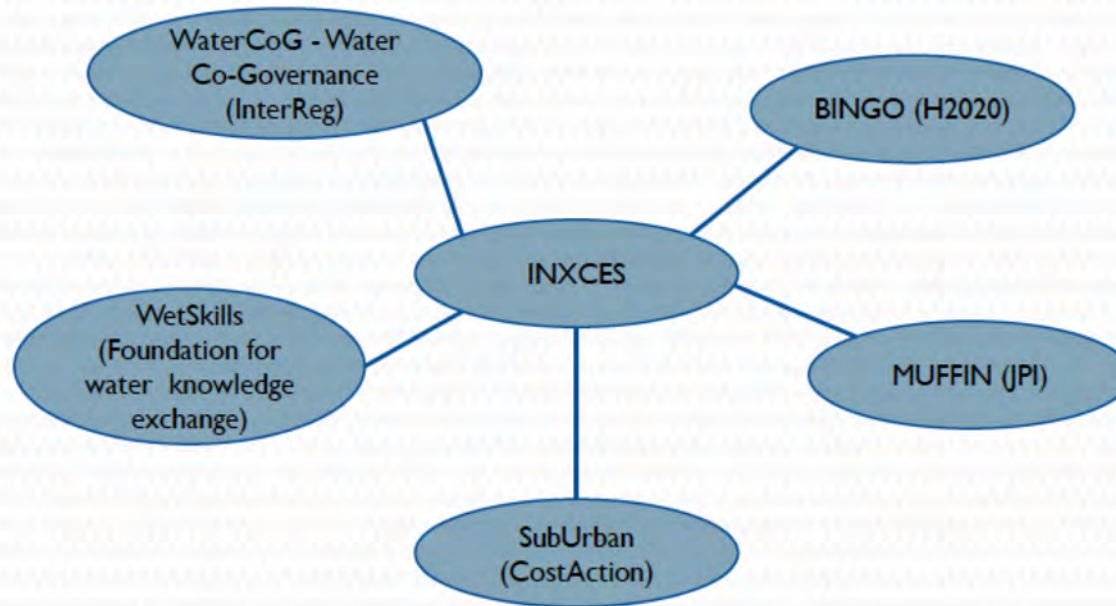 WaterCoG - Water
Co-Governance
(InterReg)
BINGO (H2020)
INXCES
WetSkills
(Foundation for
water knowledge
exchange)
MUFFIN (JPI)
SubUrban
(CostAction)